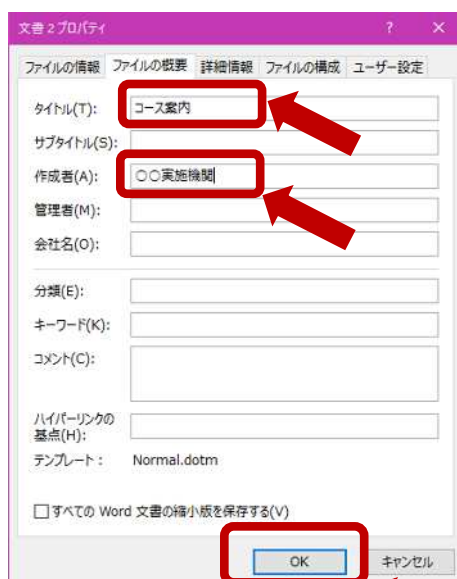 文書 2 プロパティ ? ×
ファイルの情報 ファイルの概要 詳細情報 ファイルの構成 ユーザー設定
タイトル(T): コース案内
サブタイトル(S):
作成者(A): 〇〇実施機関
管理者(M):
会社名(O):
分類(E):
キーワード(K):
コメント(C):
ハイパーリンクの
基点(H):
テンプレート： Normal.dotm
すべての Word 文書の縮小版を保存する(V)
OK キャンセル